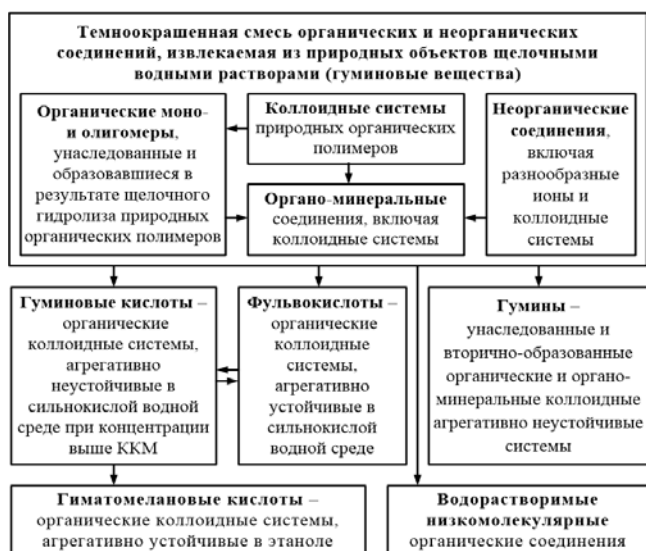 Темноокрашенная смесь органических и неорганических
соединений, извлекаемая из природных объектов щелочными
водными растворами (гуминовые вещества)
Органические моно-
и олигомеры,
унаследованные и
образовавшиеся в
результате щелочного
гидролиза природных
органических полимеров
Коллоидные системы
природных органических
полимеров
Органо-минеральные
соединения, включая
коллоидные системы
Неорганические
соединения,
включая
разнообразные
ионы и
коллоидные
системы
Гуминовые кислоты –
органические
коллоидные системы,
агрегативно
неустойчивые в
сильнокислой водной
среде при концентрации
выше ККМ
Фульвокислоты –
органические
коллоидные
системы,
агрегативно
устойчивые в
сильнокислой
водной среде
Гумины –
унаследованные и
вторично-образованные
органические и органо-
минеральные коллоидные
агрегативно неустойчивые
системы
Гиматомелановые кислоты –
органические коллоидные системы,
агрегативно устойчивые в этаноле
Водорастворимые
низкомолекулярные
органические соединения